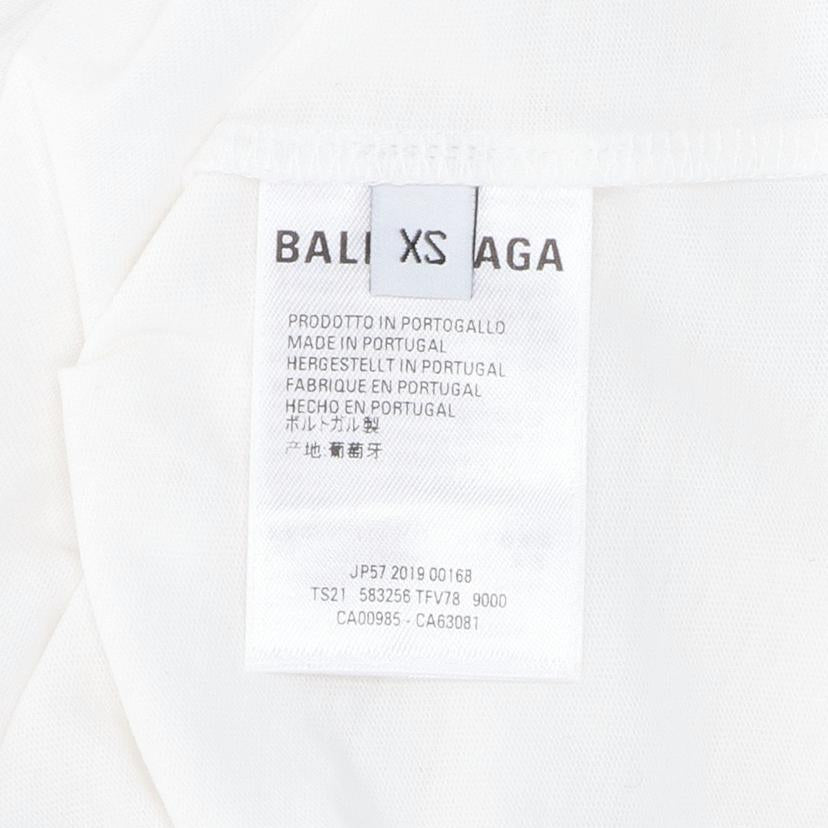 BAL AGA
XS
PRODOTTO IN PORTOGALLO
MADE IN PORTUGAL
HERGESTELLT IN PORTUGAL
FABRIQUE EN PORTUGAL
HECHO EN PORTUGAL
ポルトガル製
产地:葡萄牙
JP57 2019 00168
TS21 583256 TFV78 9000
CA00985 - CA63081